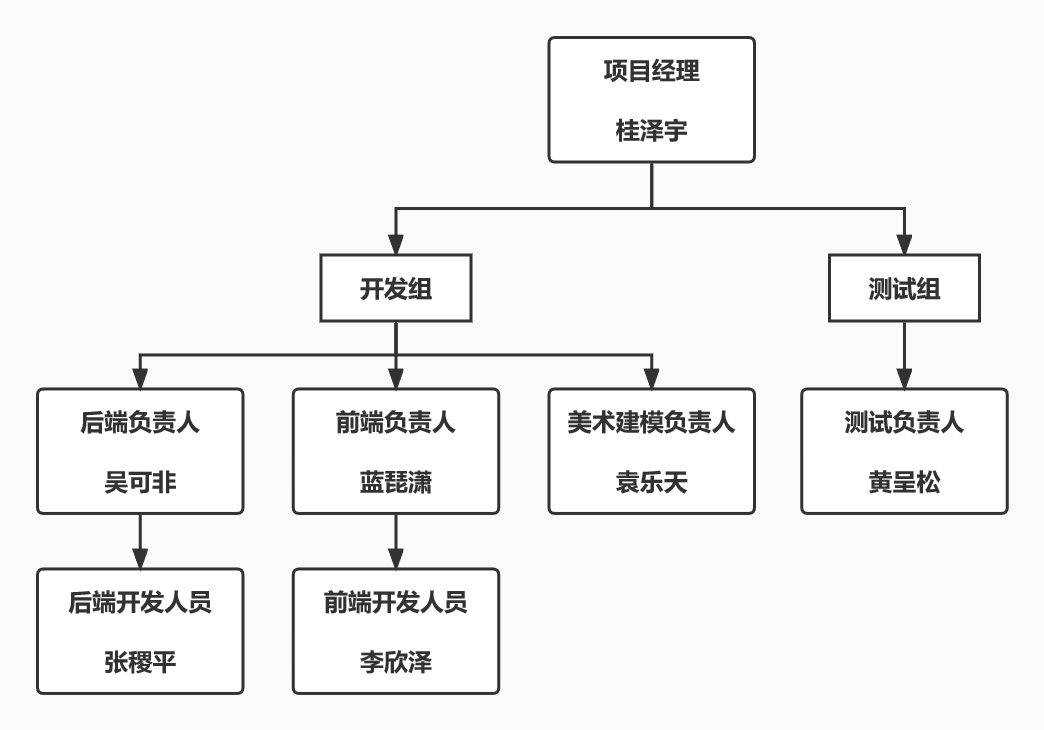 项目经理
桂泽宇
开发组
测试组
后端负责人
吴可非
前端负责人
蓝琵潇
美术建模负责人
袁乐天
测试负责人
黄呈松
后端开发人员
张稷平
前端开发人员
李欣泽